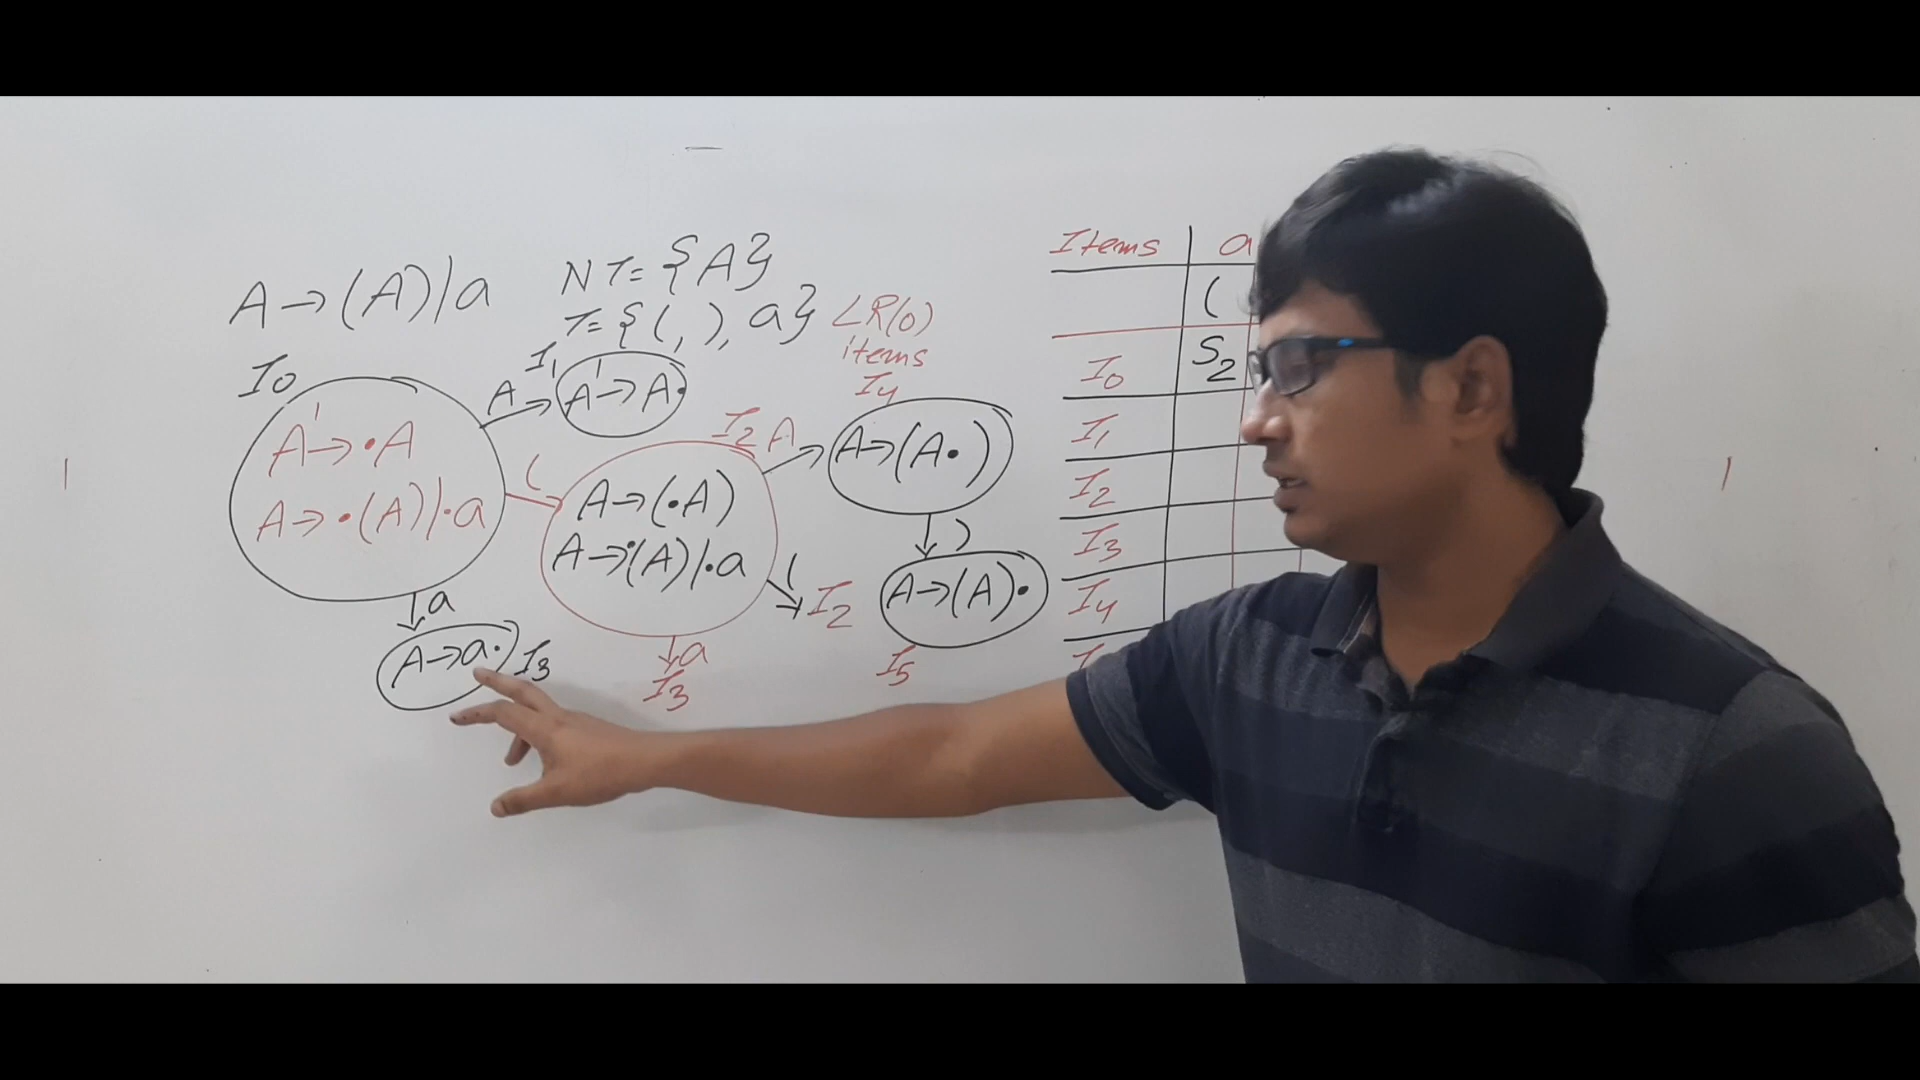 A→(A)|a
NT={A}
T={(,),a}
LR(0)
items
I0
A'→•A
A→•(A)|•a
A
I1
A'→A•
(
I2
A→(•A)
A→•(A)|•a
A
I4
A→(A•)
)
A→(A)•
I5
(
I2
a
I3
a
A→a•
I3
Items a
(
I0 S2
I1
I2
I3
I4